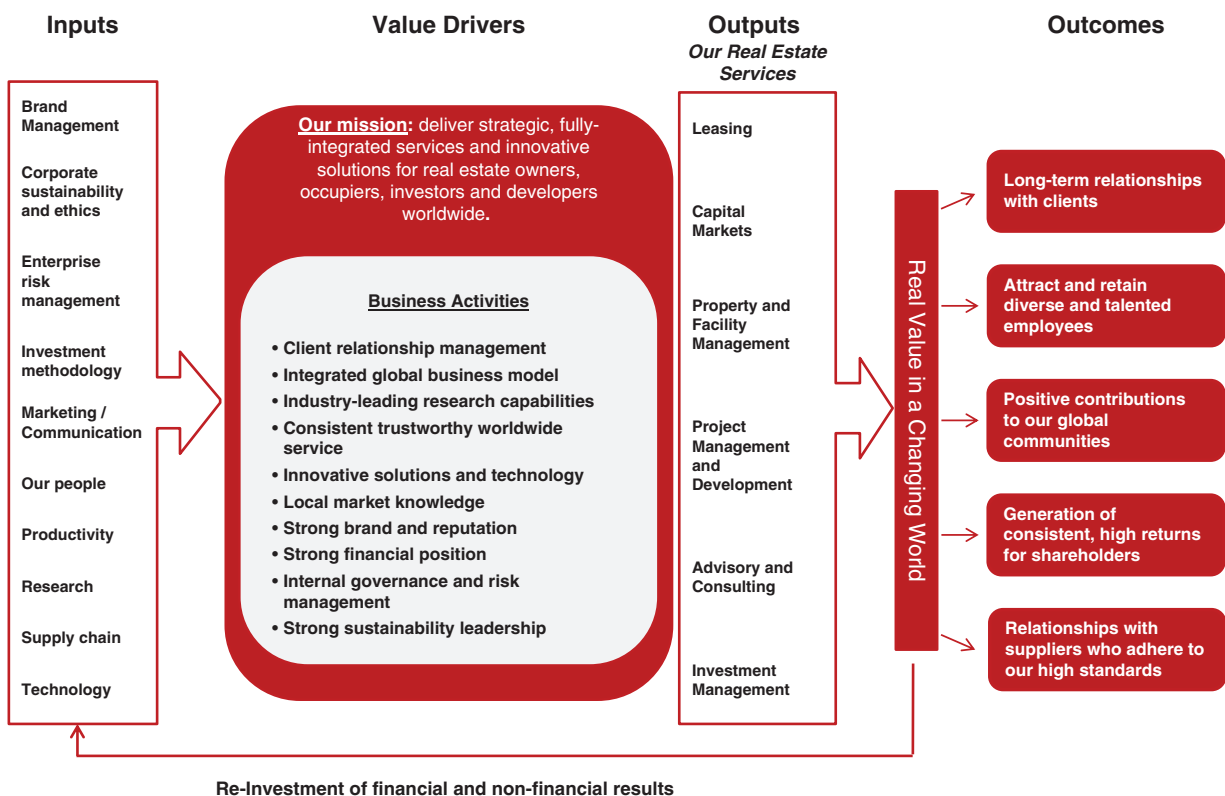 Inputs
Value Drivers
Outputs
Our Real Estate
Services
Outcomes
Brand
Management
Corporate
sustainability
and ethics
Enterprise
risk
management
Investment
methodology
Marketing /
Communication
Our people
Productivity
Research
Supply chain
Technology
Our mission: deliver strategic, fully-
integrated services and innovative
solutions for real estate owners,
occupiers, investors and developers
worldwide.
Business Activities
• Client relationship management
• Integrated global business model
• Industry-leading research capabilities
• Consistent trustworthy worldwide
service
• Innovative solutions and technology
• Local market knowledge
• Strong brand and reputation
• Strong financial position
• Internal governance and risk
management
• Strong sustainability leadership
Leasing
Capital
Markets
Property and
Facility
Management
Project
Management
and
Development
Advisory and
Consulting
Investment
Management
Real Value in a Changing World
Long-term relationships
with clients
Attract and retain
diverse and talented
employees
Positive contributions
to our global
communities
Generation of
consistent, high returns
for shareholders
Relationships with
suppliers who adhere to
our high standards
Re-Investment of financial and non-financial results